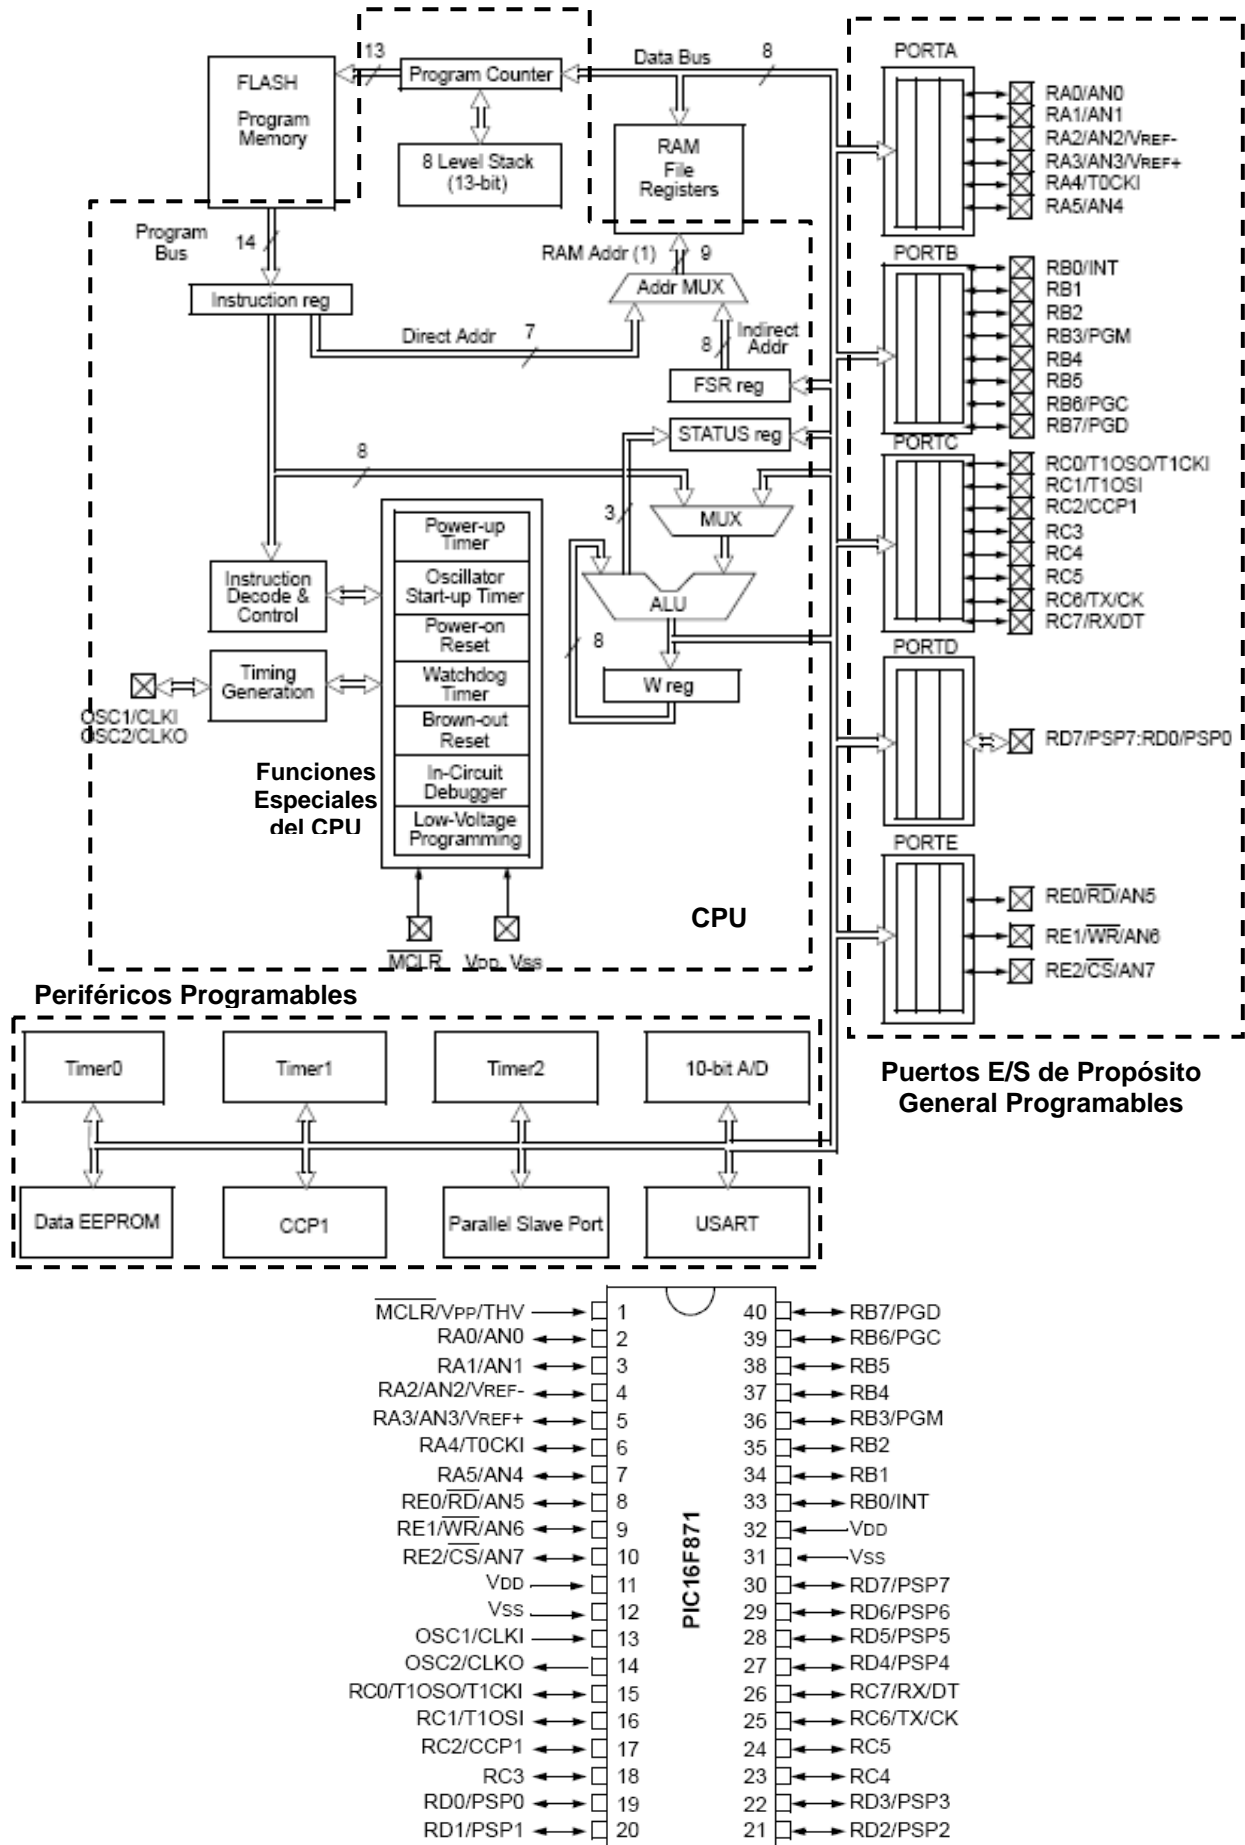 13
Data Bus
8
PORTA
FLASH
Program
Memory
Program Counter
8 Level Stack
(13-bit)
RAM
File
Registers
RA0/AN0
RA1/AN1
RA2/AN2/VREF-
RA3/AN3/VREF+
RA4/T0CKI
RA5/AN4
Program
Bus
14
RAM Addr (1)
9
PORTB
Instruction reg
Addr MUX
Direct Addr
7
8
Indirect
Addr
FSR reg
STATUS reg
RB0/INT
RB1
RB2
RB3/PGM
RB4
RB5
RB6/PGC
RB7/PGD
8
3
MUX
PORTC
RC0/T1OSO/T1CKI
RC1/T1OSI
RC2/CCP1
RC3
RC4
RC5
RC6/TX/CK
RC7/RX/DT
Power-up
Timer
Oscillator
Start-up Timer
Power-on
Reset
Watchdog
Timer
Brown-out
Reset
In-Circuit
Debugger
Low-Voltage
Programming
Instruction
Decode &
Control
Timing
Generation
OSC1/CLKI
OSC2/CLKO
ALU
8
W reg
PORTD
RD7/PSP7:RD0/PSP0
Funciones
Especiales
del CPU
MCLR
VDD, VSS
CPU
PORTE
RE0/RD/AN5
RE1/WR/AN6
RE2/CS/AN7
Periféricos Programables
Timer0
Timer1
Timer2
10-bit A/D
Data EEPROM
CCP1
Parallel Slave Port
USART
Puertos E/S de Propósito
General Programables
MCLR/VPP/THV 1 40 RB7/PGD
RA0/AN0 2 39 RB6/PGC
RA1/AN1 3 38 RB5
RA2/AN2/VREF- 4 37 RB4
RA3/AN3/VREF+ 5 36 RB3/PGM
RA4/T0CKI 6 35 RB2
RA5/AN4 7 34 RB1
RE0/RD/AN5 8 33 RB0/INT
RE1/WR/AN6 9 32 VDD
RE2/CS/AN7 10 31 VSS
VDD 11 30 RD7/PSP7
VSS 12 29 RD6/PSP6
OSC1/CLKI 13 28 RD5/PSP5
OSC2/CLKO 14 27 RD4/PSP4
RC0/T1OSO/T1CKI 15 26 RC7/RX/DT
RC1/T1OSI 16 25 RC6/TX/CK
RC2/CCP1 17 24 RC5
RC3 18 23 RC4
RD0/PSP0 19 22 RD3/PSP3
RD1/PSP1 20 21 RD2/PSP2
PIC16F871